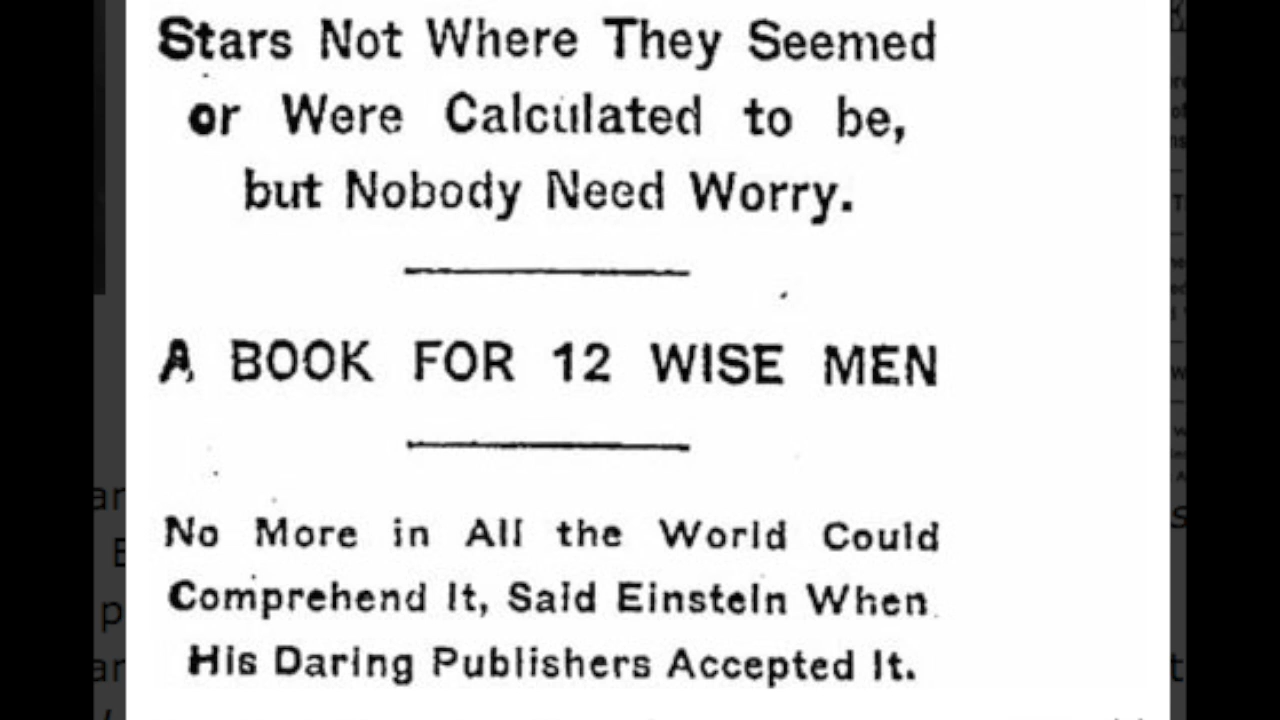 Stars Not Where They Seemed
or Were Calculated to be,
but Nobody Need Worry.
A BOOK FOR 12 WISE MEN
No More in All the World Could
Comprehend It, Said Einstein When
His Daring Publishers Accepted It.